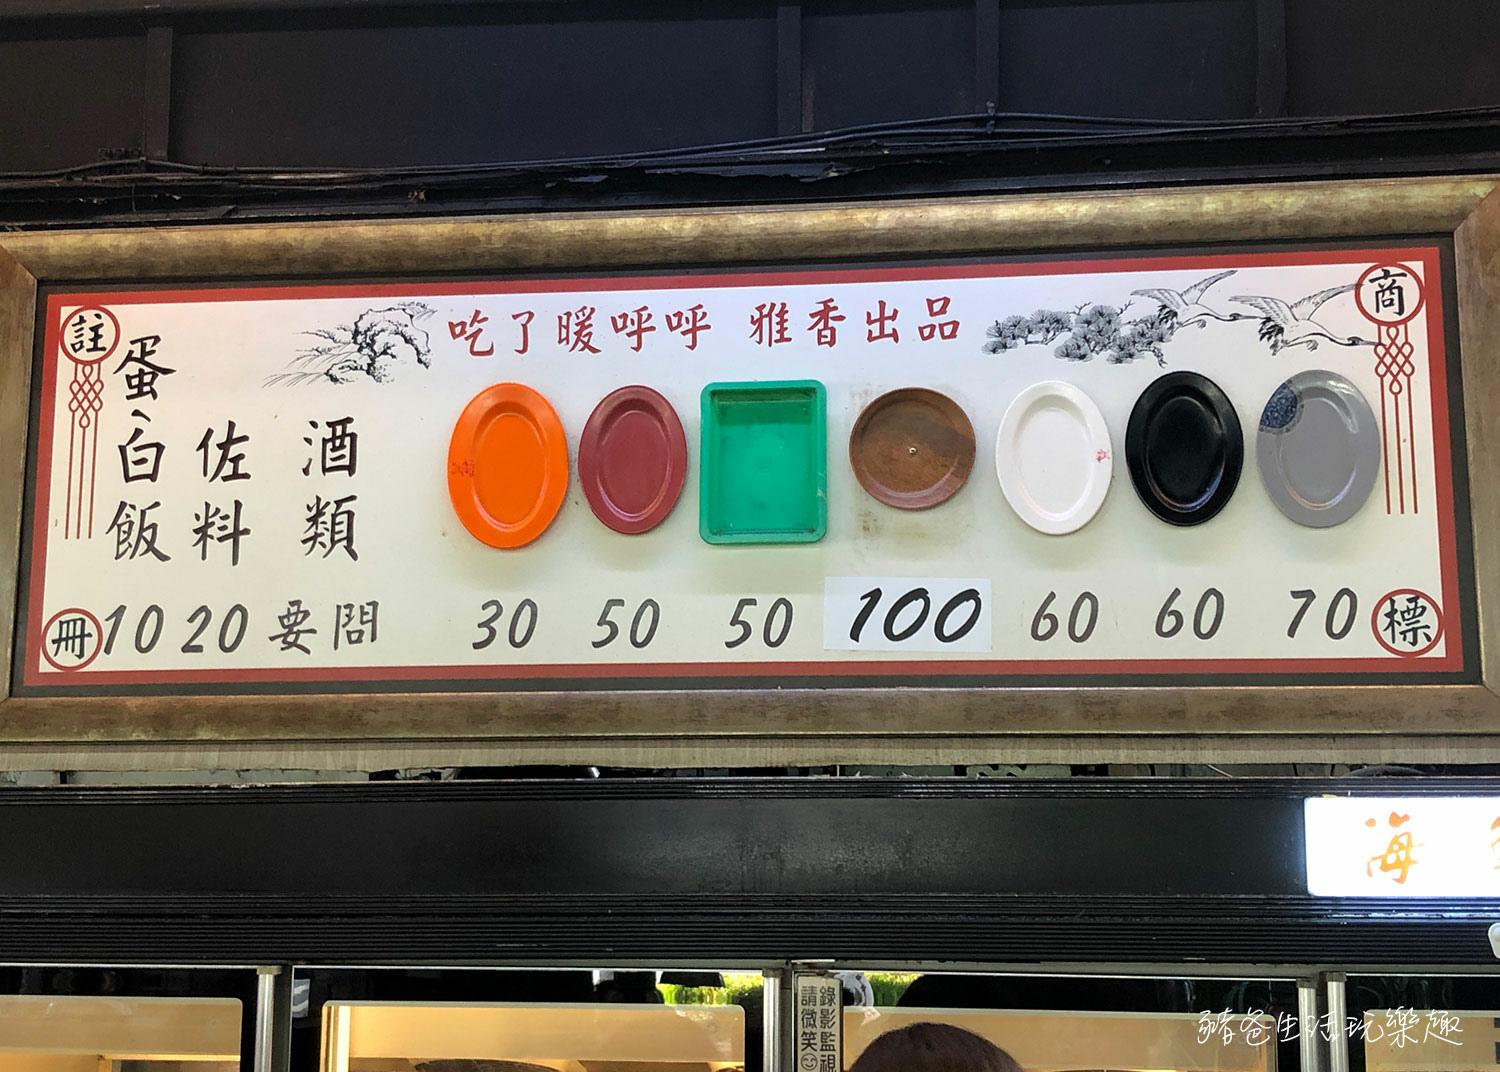 吃了暖呼呼 雅香出品
商標
註冊
蛋、白飯 10
佐料 20
酒類 要問
30 50 50 100 60 60 70
海
錄影監視
請微笑
豬爸生活玩樂趣